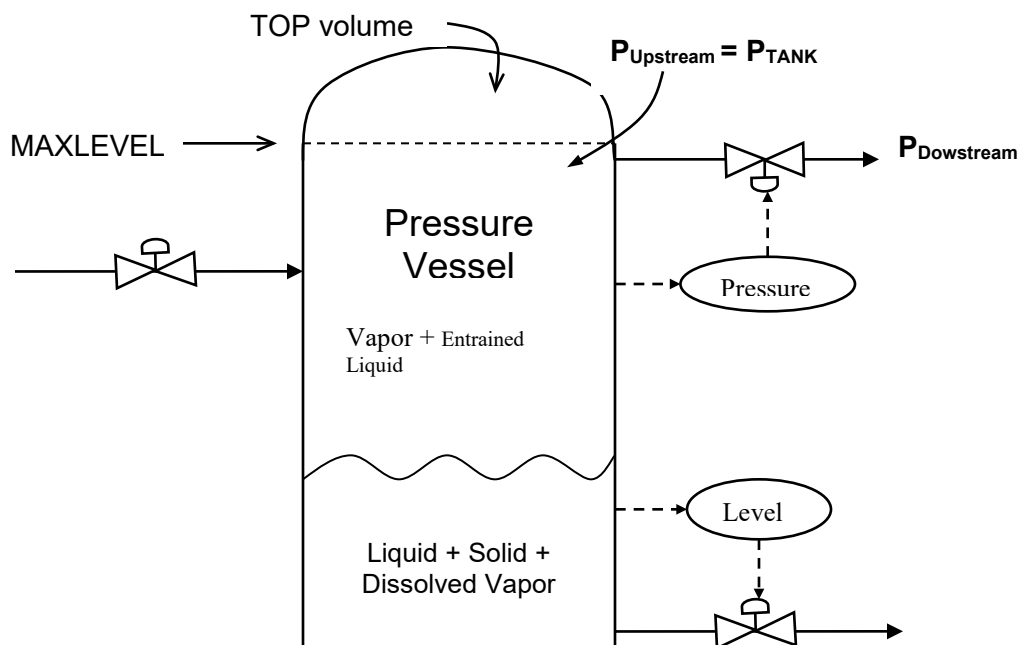 TOP volume
PUpstream = PTANK
MAXLEVEL
PDowstream
Pressure
Vessel
Pressure
Vapor + Entrained
Liquid
Level
Liquid + Solid +
Dissolved Vapor